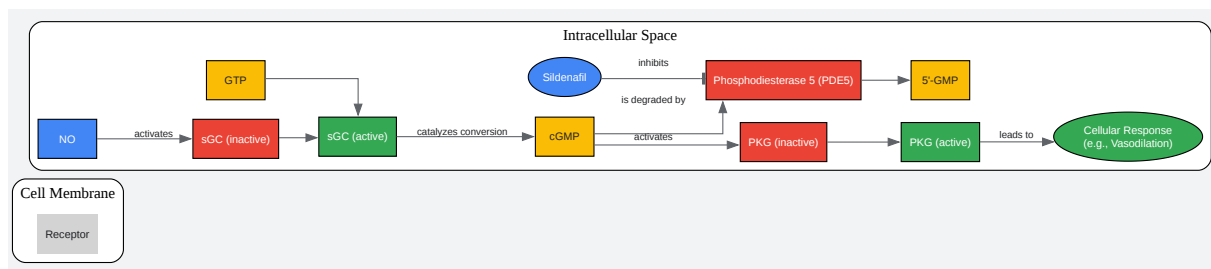 Intracellular Space
GTP
Sildenafil
inhibits
Phosphodiesterase 5 (PDE5)
5'-GMP
is degraded by
NO
activates
sGC (inactive)
sGC (active)
catalyzes conversion
cGMP
activates
PKG (inactive)
PKG (active)
leads to
Cellular Response
(e.g., Vasodilation)
Cell Membrane
Receptor